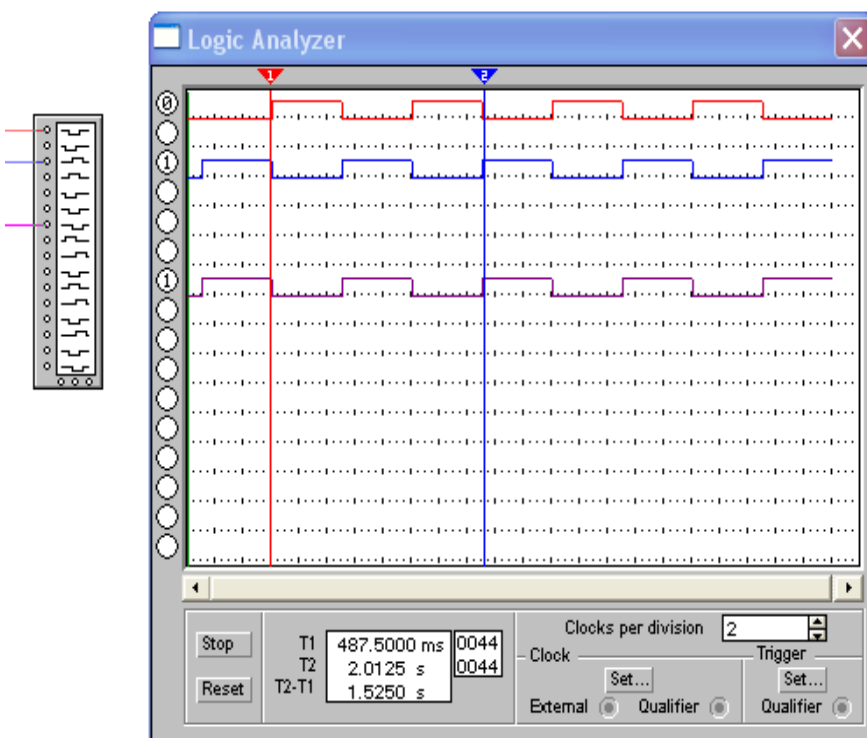 Logic Analyzer
1 2
0
1
1
Clocks per division 2
Stop
T1 487.5000 ms 0044
T2 2.0125 s 0044
T2-T1 1.5250 s
Reset
Clock
Set...
External Qualifier
Trigger
Set...
Qualifier